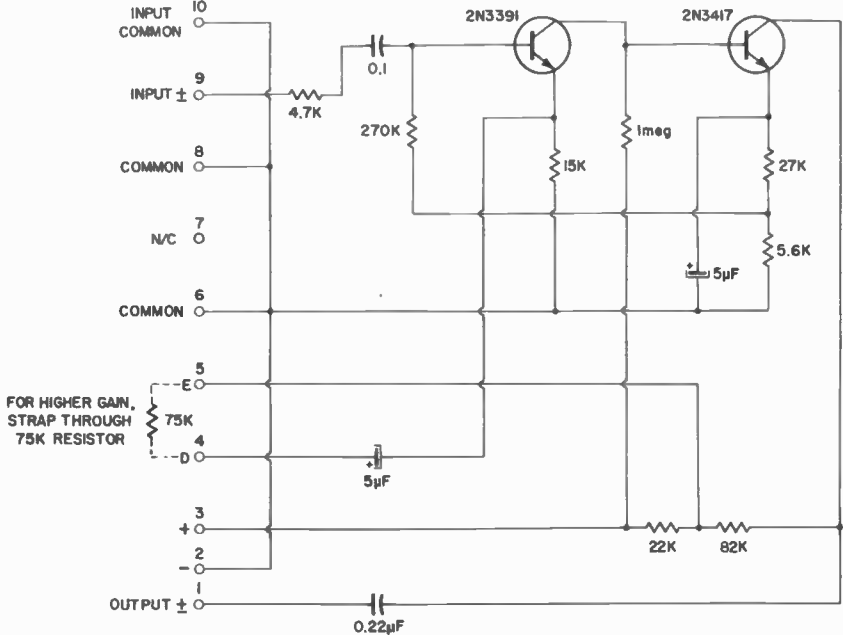 10
INPUT
COMMON
2N3391
2N3417
0.1
9
INPUT ±
4.7K
270K
1meg
15K
27K
8
COMMON
7
N/C
5.6K
+
5µF
6
COMMON
5
E
FOR HIGHER GAIN,
STRAP THROUGH
75K RESISTOR
75K
4
D
+
5µF
3
+
22K
82K
2
-
1
OUTPUT ±
0.22µF